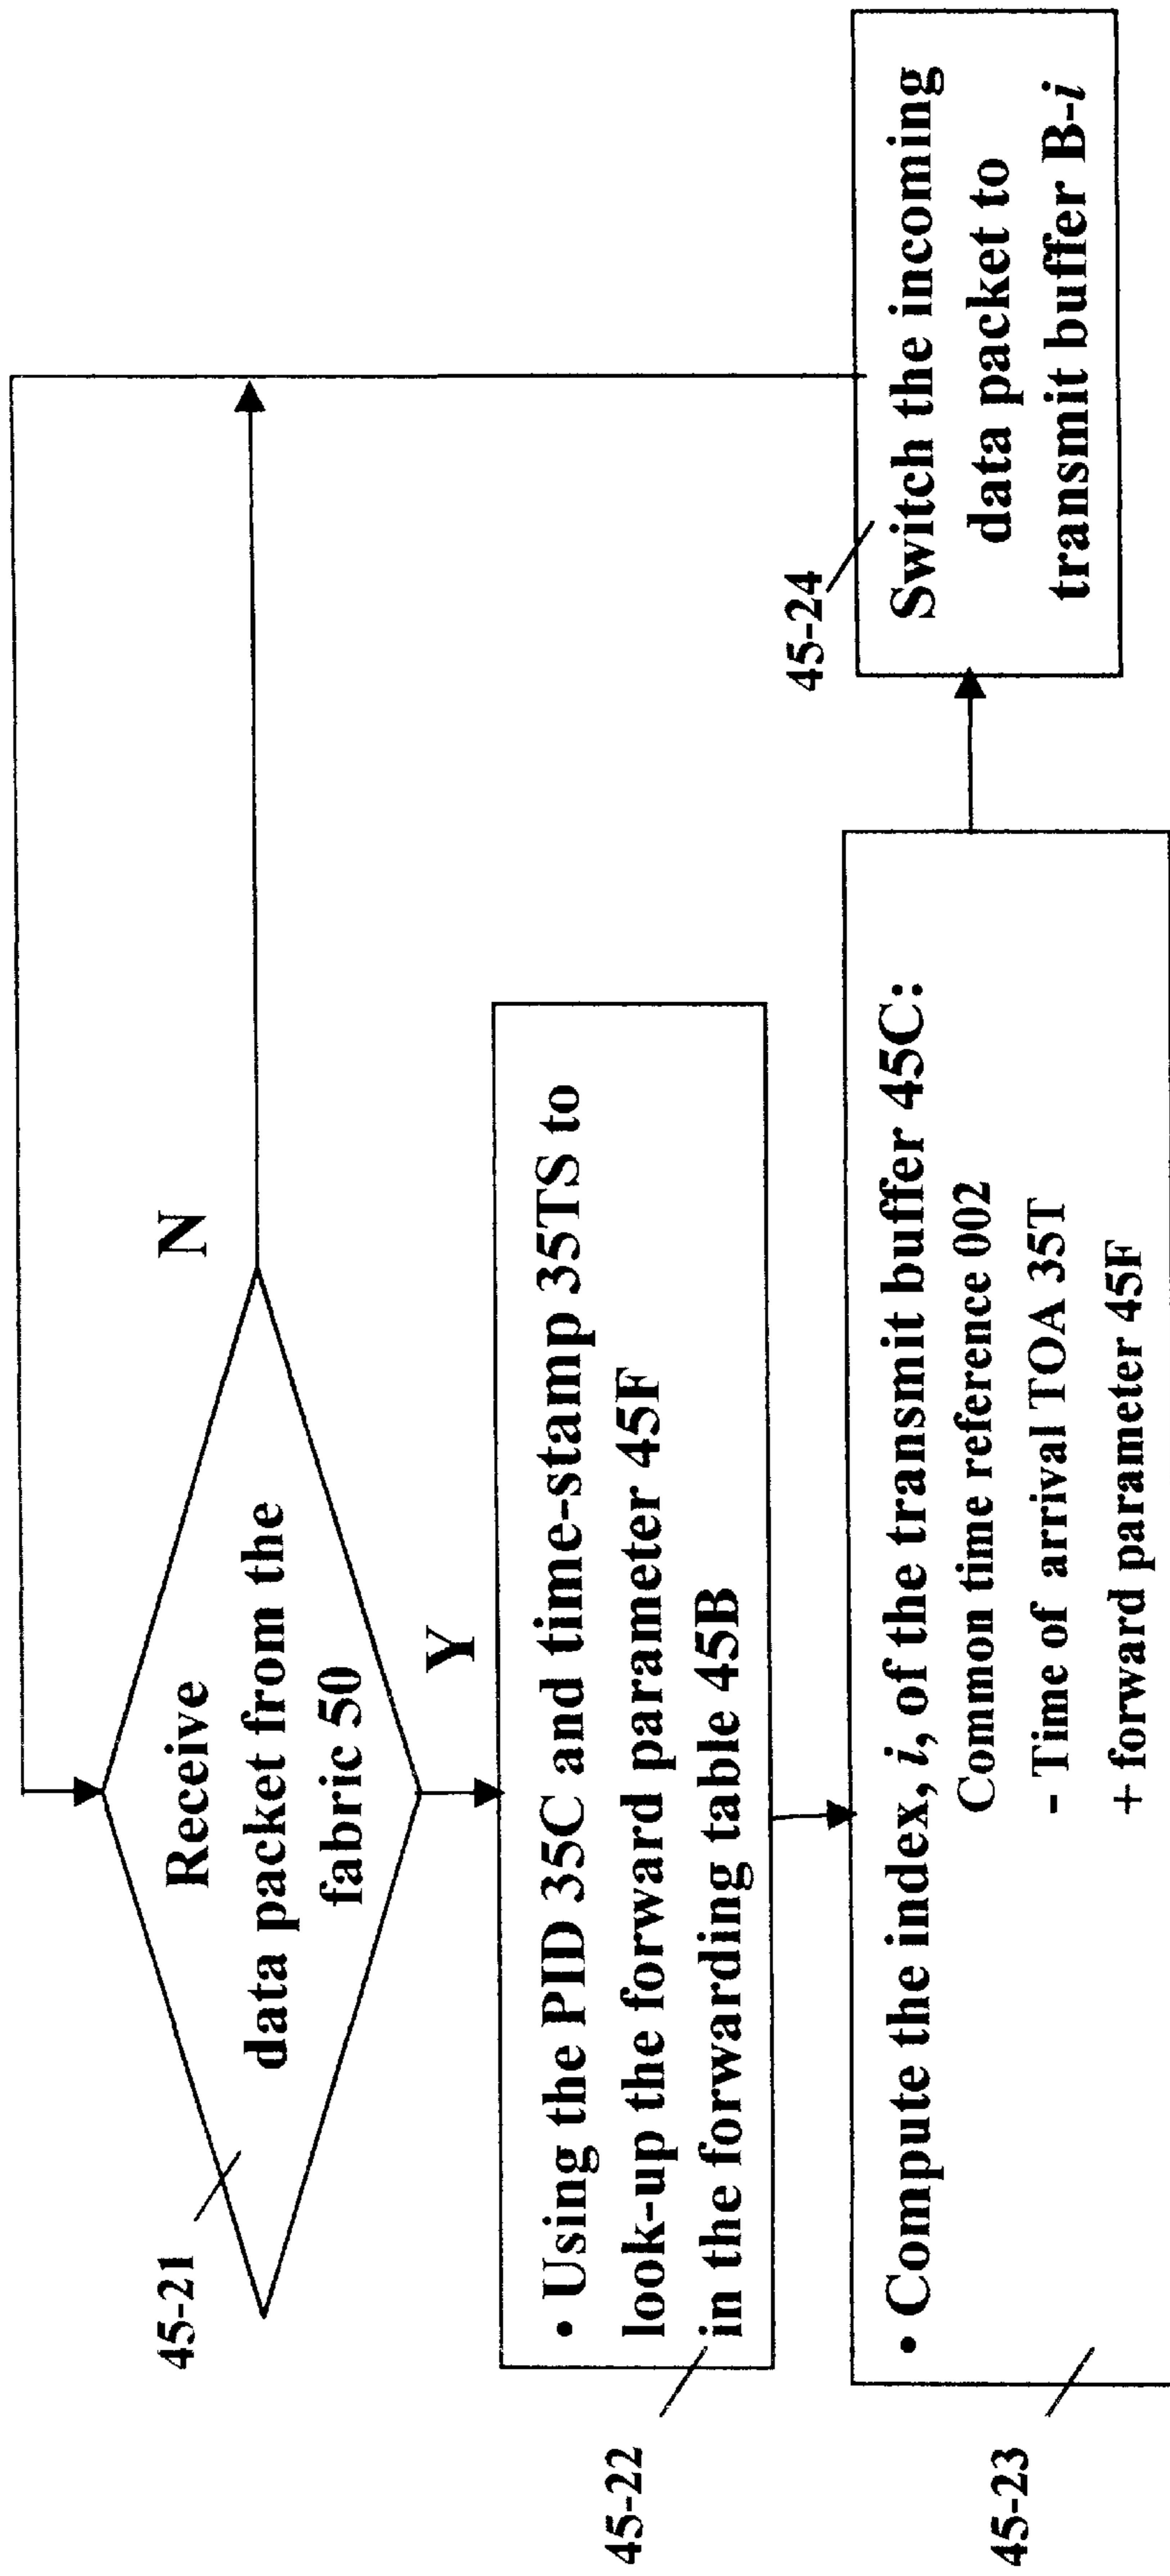 45-21
Receive
data packet from the
fabric 50
N
Y
45-22
• Using the PID 35C and time-stamp 35TS to
look-up the forward parameter 45F
in the forwarding table 45B
45-23
• Compute the index, i, of the transmit buffer 45C:
Common time reference 002
- Time of arrival TOA 35T
+ forward parameter 45F
45-24
Switch the incoming
data packet to
transmit buffer B-i